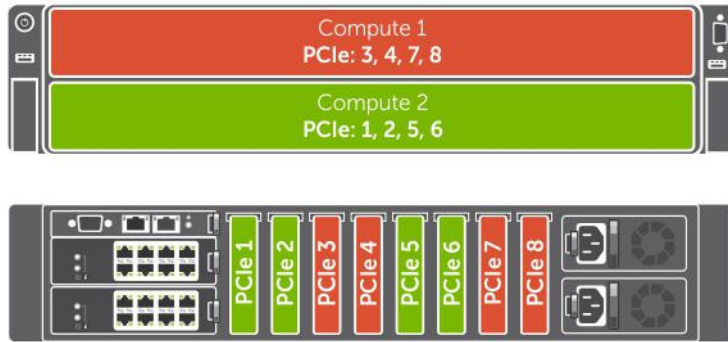 Compute 1
PCIe: 3, 4, 7, 8
Compute 2
PCIe: 1, 2, 5, 6
PCIe 1
PCIe 2
PCIe 3
PCIe 4
PCIe 5
PCIe 6
PCIe 7
PCIe 8